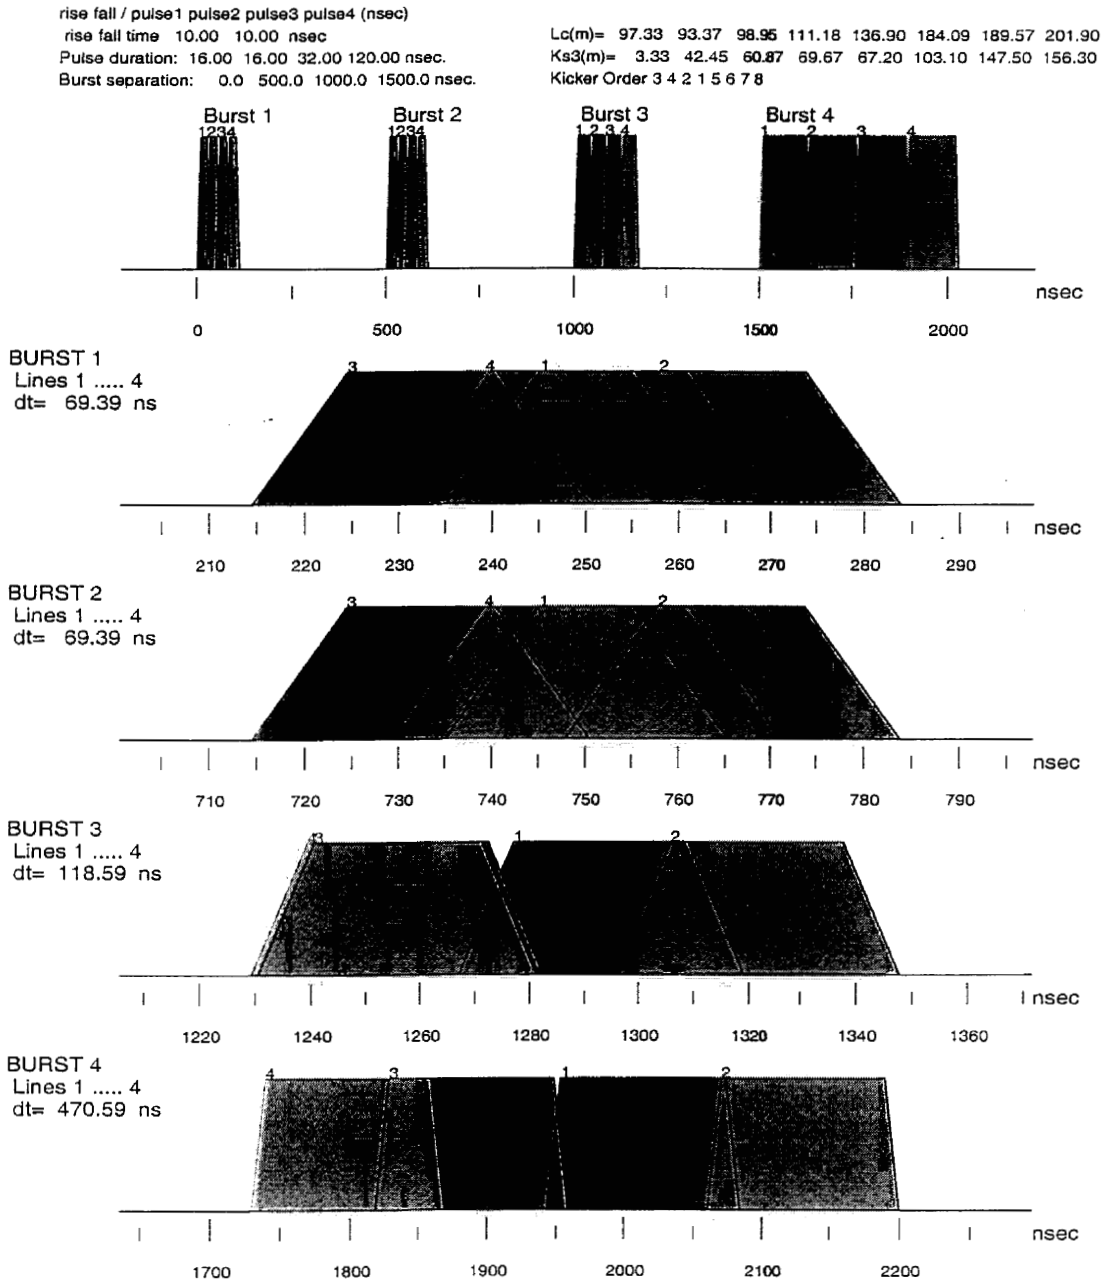 rise fall / pulse1 pulse2 pulse3 pulse4 (nsec)
rise fall time 10.00 10.00 nsec
Pulse duration: 16.00 16.00 32.00 120.00 nsec.
Burst separation: 0.0 500.0 1000.0 1500.0 nsec.
Lc(m)= 97.33 93.37 98.95 111.18 136.90 184.09 189.57 201.90
Ks3(m)= 3.33 42.45 60.87 69.67 67.20 103.10 147.50 156.30
Kicker Order 3 4 2 1 5 6 7 8
Burst 1 Burst 2 Burst 3 Burst 4
1234 1234 1 2 3 4 1 2 3 4
nsec
0 500 1000 1500 2000
BURST 1
Lines 1 ..... 4
dt= 69.39 ns
3 4 1 2
nsec
210 220 230 240 250 260 270 280 290
BURST 2
Lines 1 ..... 4
dt= 69.39 ns
3 4 1 2
nsec
710 720 730 740 750 760 770 780 790
BURST 3
Lines 1 ..... 4
dt= 118.59 ns
3 1 2
nsec
1220 1240 1260 1280 1300 1320 1340 1360
BURST 4
Lines 1 ..... 4
dt= 470.59 ns
4 3 1 2
nsec
1700 1800 1900 2000 2100 2200